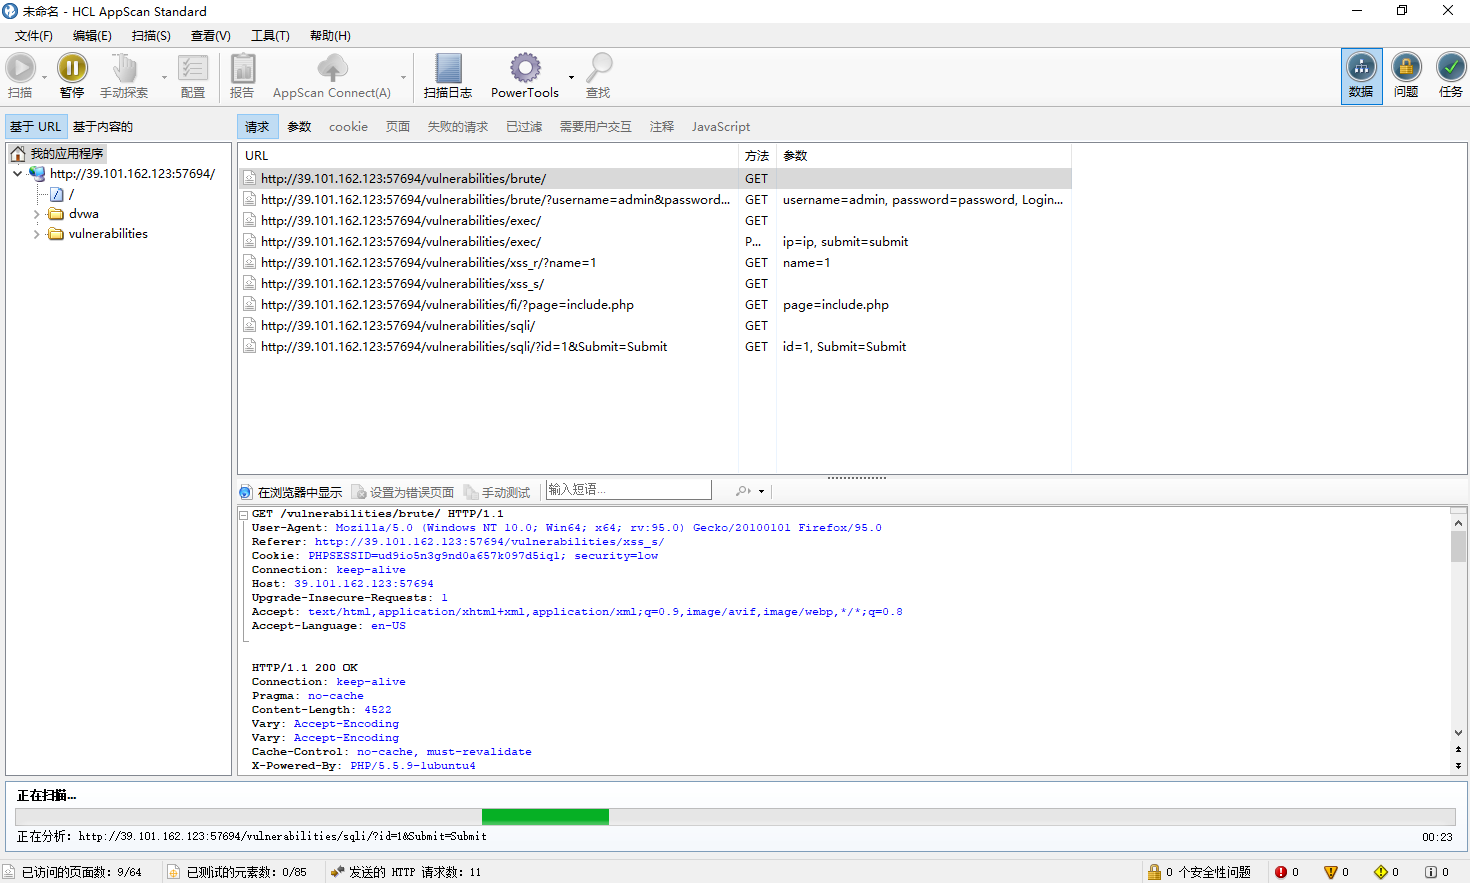 未命名 - HCL AppScan Standard
文件(F) 编辑(E) 扫描(S) 查看(V) 工具(T) 帮助(H)
扫描 暂停 手动探索 配置 报告 AppScan Connect(A) 扫描日志 PowerTools 查找 数据 问题 任务
基于 URL 基于内容的 请求 参数 cookie 页面 失败的请求 已过滤 需要用户交互 注释 JavaScript
我的应用程序
http://39.101.162.123:57694/
/
dvwa
vulnerabilities
URL 方法 参数
http://39.101.162.123:57694/vulnerabilities/brute/ GET
http://39.101.162.123:57694/vulnerabilities/brute/?username=admin&password... GET username=admin, password=password, Login...
http://39.101.162.123:57694/vulnerabilities/exec/ GET
http://39.101.162.123:57694/vulnerabilities/exec/ P... ip=ip, submit=submit
http://39.101.162.123:57694/vulnerabilities/xss_r/?name=1 GET name=1
http://39.101.162.123:57694/vulnerabilities/xss_s/ GET
http://39.101.162.123:57694/vulnerabilities/fi/?page=include.php GET page=include.php
http://39.101.162.123:57694/vulnerabilities/sqli/ GET
http://39.101.162.123:57694/vulnerabilities/sqli/?id=1&Submit=Submit GET id=1, Submit=Submit
在浏览器中显示 设置为错误页面 手动测试 输入短语...
GET /vulnerabilities/brute/ HTTP/1.1
User-Agent: Mozilla/5.0 (Windows NT 10.0; Win64; x64; rv:95.0) Gecko/20100101 Firefox/95.0
Referer: http://39.101.162.123:57694/vulnerabilities/xss_s/
Cookie: PHPSESSID=ud9io5n3g9nd0a657k097d5iq1; security=low
Connection: keep-alive
Host: 39.101.162.123:57694
Upgrade-Insecure-Requests: 1
Accept: text/html,application/xhtml+xml,application/xml;q=0.9,image/avif,image/webp,*/*;q=0.8
Accept-Language: en-US
HTTP/1.1 200 OK
Connection: keep-alive
Pragma: no-cache
Content-Length: 4522
Vary: Accept-Encoding
Vary: Accept-Encoding
Cache-Control: no-cache, must-revalidate
X-Powered-By: PHP/5.5.9-1ubuntu4
正在扫描...
正在分析: http://39.101.162.123:57694/vulnerabilities/sqli/?id=1&Submit=Submit 00:23
已访问的页面数: 9/64 已测试的元素数: 0/85 发送的 HTTP 请求数: 11 0 个安全性问题 0 0 0 0